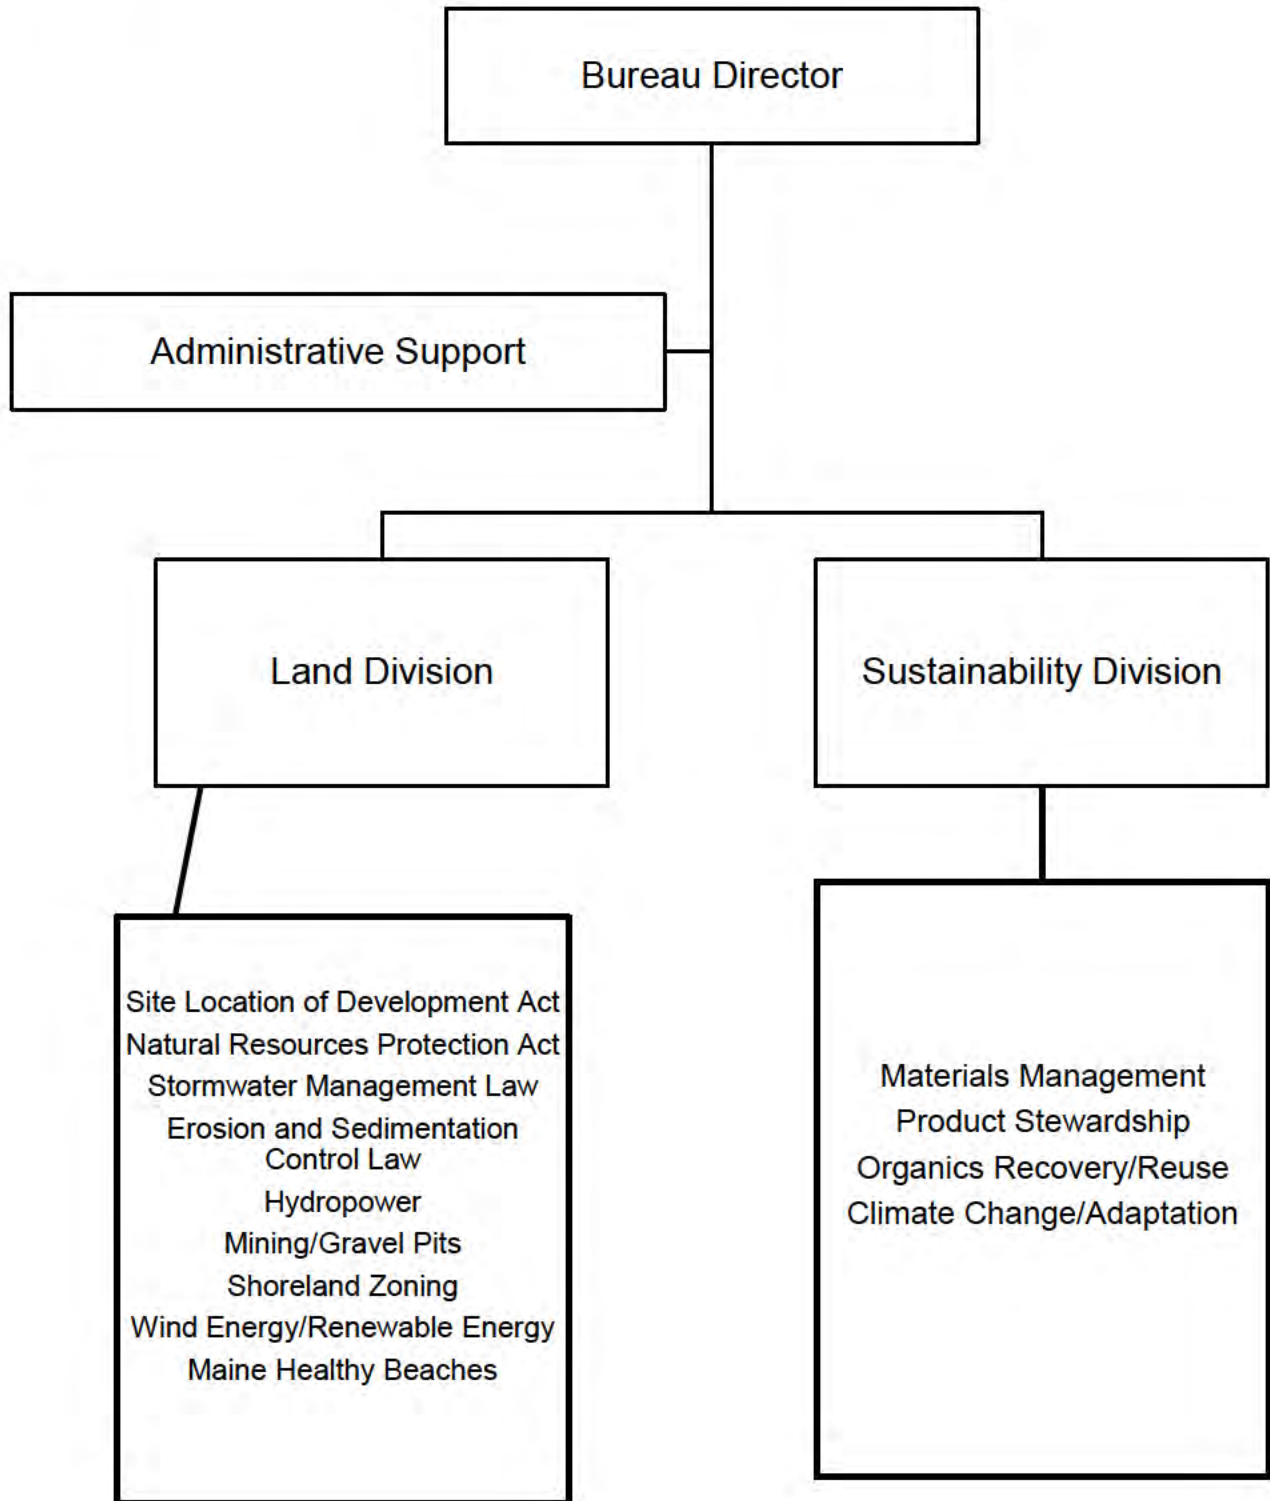 Bureau Director
Administrative Support
Land Division
Sustainability Division
Site Location of Development Act
Natural Resources Protection Act
Stormwater Management Law
Erosion and Sedimentation
Control Law
Hydropower
Mining/Gravel Pits
Shoreland Zoning
Wind Energy/Renewable Energy
Maine Healthy Beaches
Materials Management
Product Stewardship
Organics Recovery/Reuse
Climate Change/Adaptation